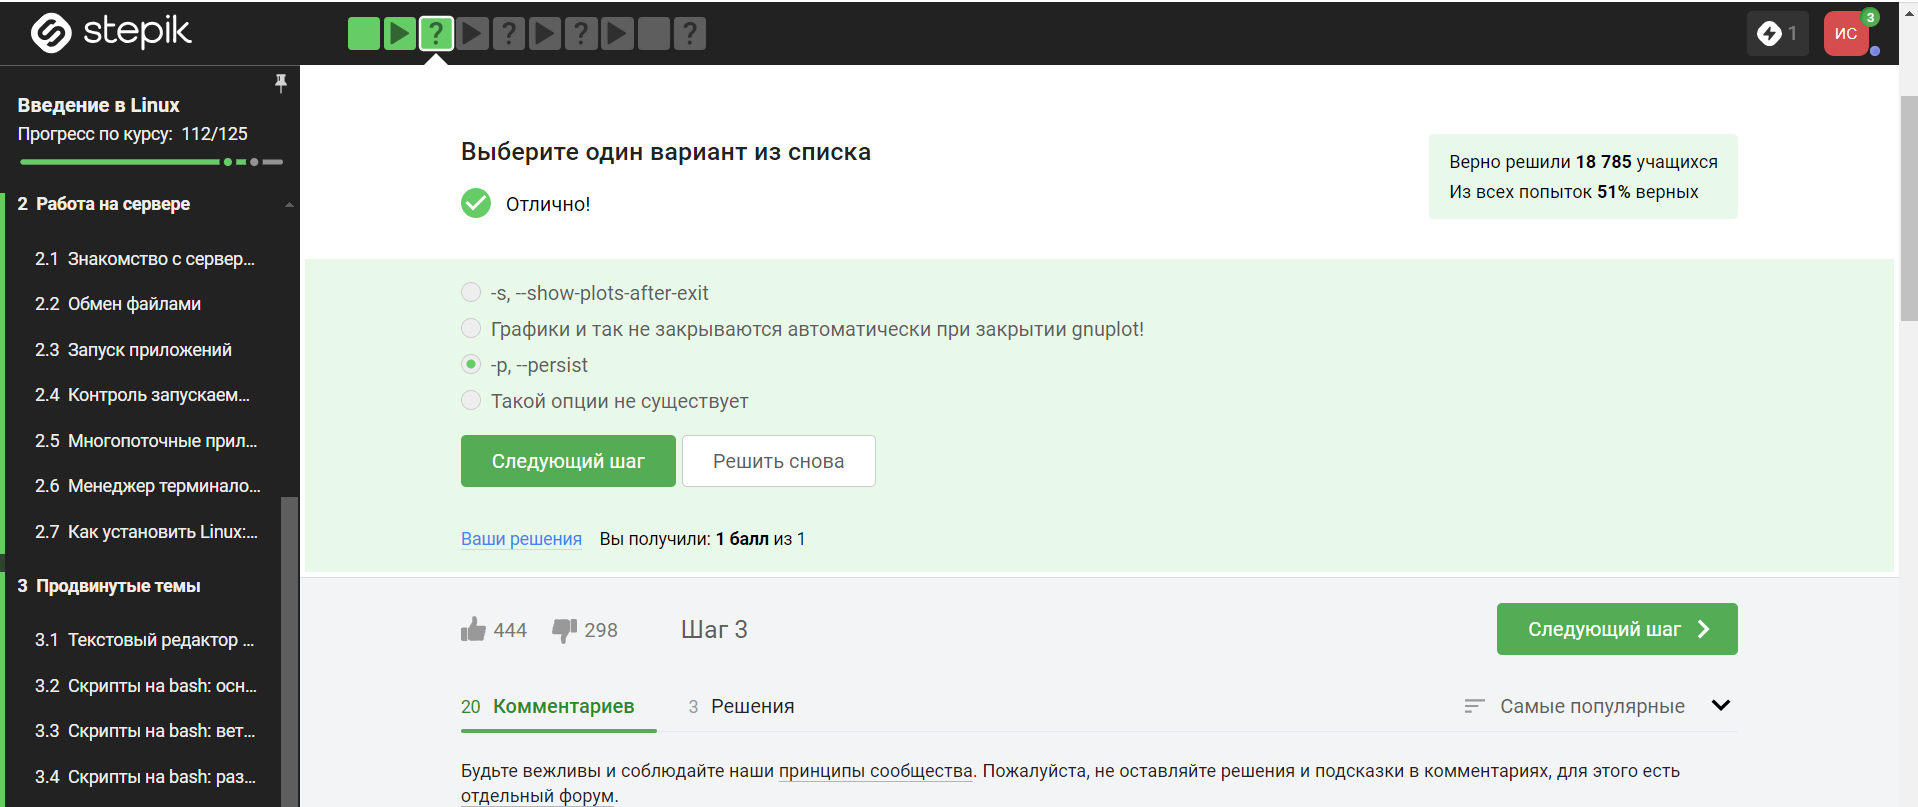 stepik
? ? ? ?
1
ИС
3
Введение в Linux
Прогресс по курсу: 112/125
2 Работа на сервере
2.1 Знакомство с сервер...
2.2 Обмен файлами
2.3 Запуск приложений
2.4 Контроль запускаем...
2.5 Многопоточные прил...
2.6 Менеджер терминало...
2.7 Как установить Linux:...
3 Продвинутые темы
3.1 Текстовый редактор ...
3.2 Скрипты на bash: осн...
3.3 Скрипты на bash: вет...
3.4 Скрипты на bash: раз...
Выберите один вариант из списка
Отлично!
Верно решили 18 785 учащихся
Из всех попыток 51% верных
-s, --show-plots-after-exit
Графики и так не закрываются автоматически при закрытии gnuplot!
-p, --persist
Такой опции не существует
Следующий шаг
Решить снова
Ваши решения Вы получили: 1 балл из 1
444 298 Шаг 3
Следующий шаг
20 Комментариев
3 Решения
Самые популярные
Будьте вежливы и соблюдайте наши принципы сообщества. Пожалуйста, не оставляйте решения и подсказки в комментариях, для этого есть
отдельный форум.